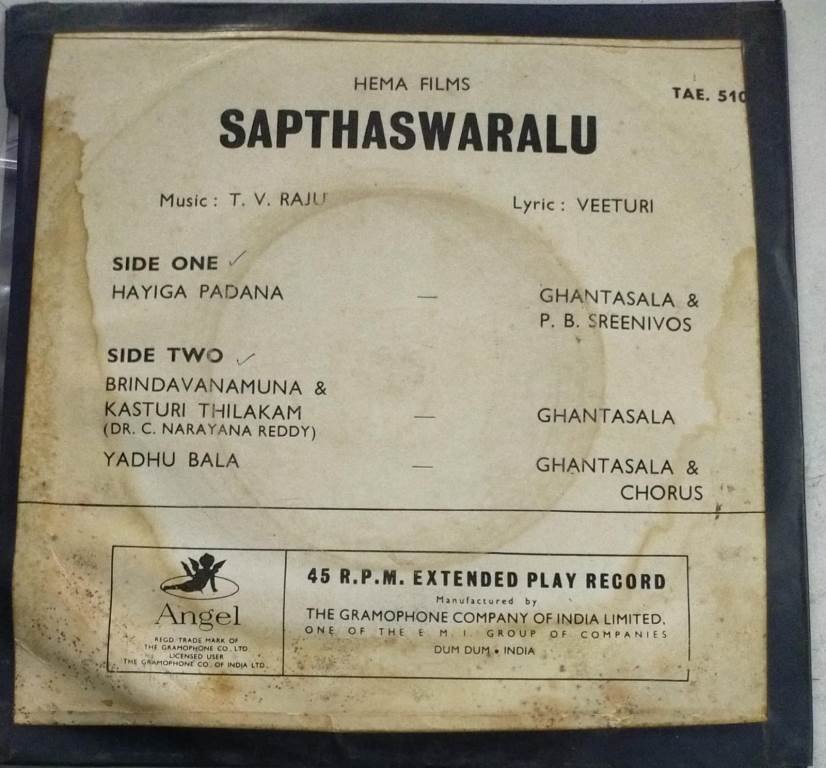 HEMA FILMS
TAE. 510
SAPTHASWARALU
Music : T. V. RAJU
Lyric : VEETURI
SIDE ONE
HAYIGA PADANA — GHANTASALA &
P. B. SREENIVOS
SIDE TWO
BRINDAVANAMUNA &
KASTURI THILAKAM — GHANTASALA
(DR. C. NARAYANA REDDY)
YADHU BALA — GHANTASALA &
CHORUS
Angel
REGD. TRADE MARK OF
THE GRAMOPHONE CO., LTD.
LICENSED USER
THE GRAMOPHONE CO. OF INDIA LTD.
45 R.P.M. EXTENDED PLAY RECORD
Manufactured by
THE GRAMOPHONE COMPANY OF INDIA LIMITED.
ONE OF THE E. M. I. GROUP OF COMPANIES
DUM DUM • INDIA